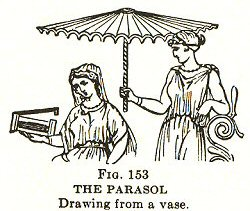 Fig. 153
THE PARASOL
Drawing from a vase.